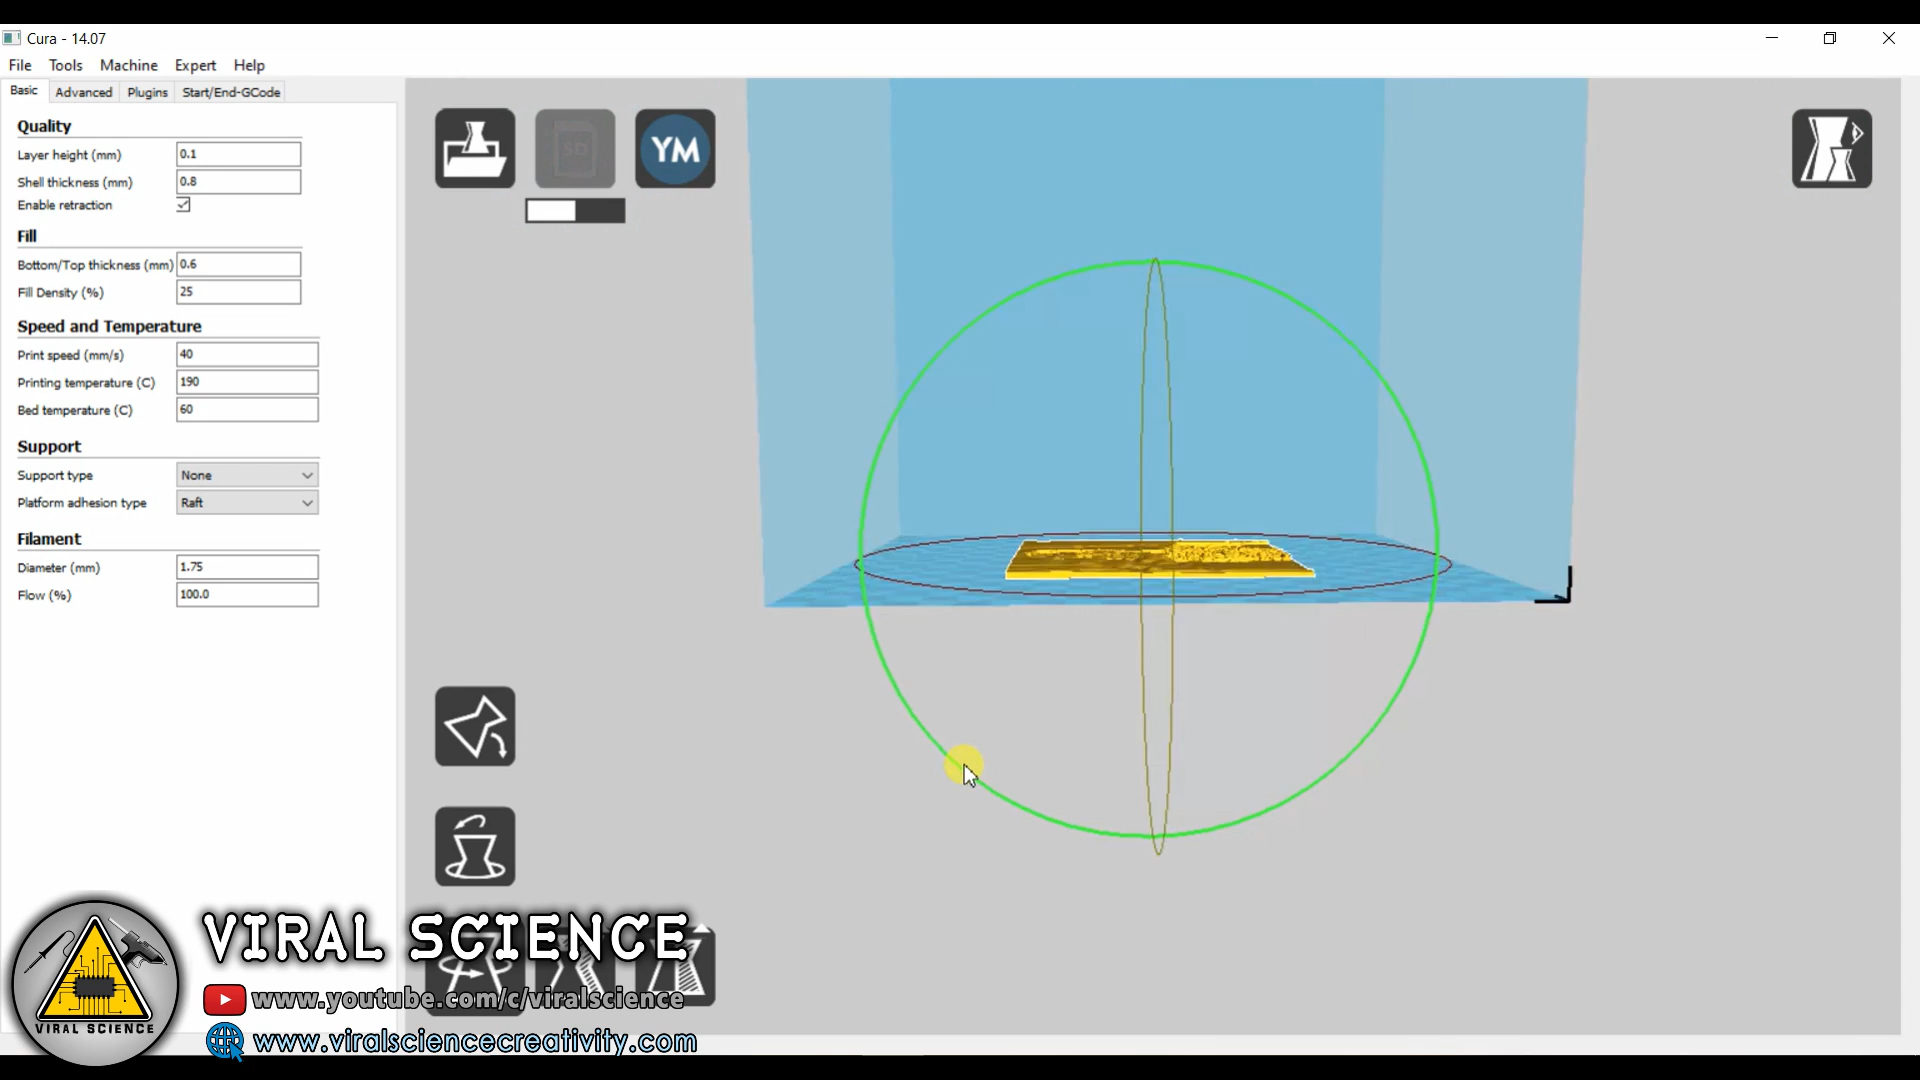 Cura - 14.07
File Tools Machine Expert Help
Basic Advanced Plugins Start/End-GCode
Quality
Layer height (mm) 0.1
Shell thickness (mm) 0.8
Enable retraction
Fill
Bottom/Top thickness (mm) 0.6
Fill Density (%) 25
Speed and Temperature
Print speed (mm/s) 40
Printing temperature (C) 190
Bed temperature (C) 60
Support
Support type None
Platform adhesion type Raft
Filament
Diameter (mm) 1.75
Flow (%) 100.0
SD
YM
VIRAL SCIENCE
www.youtube.com/c/viralscience
www.viralsciencecreativity.com
VIRAL SCIENCE